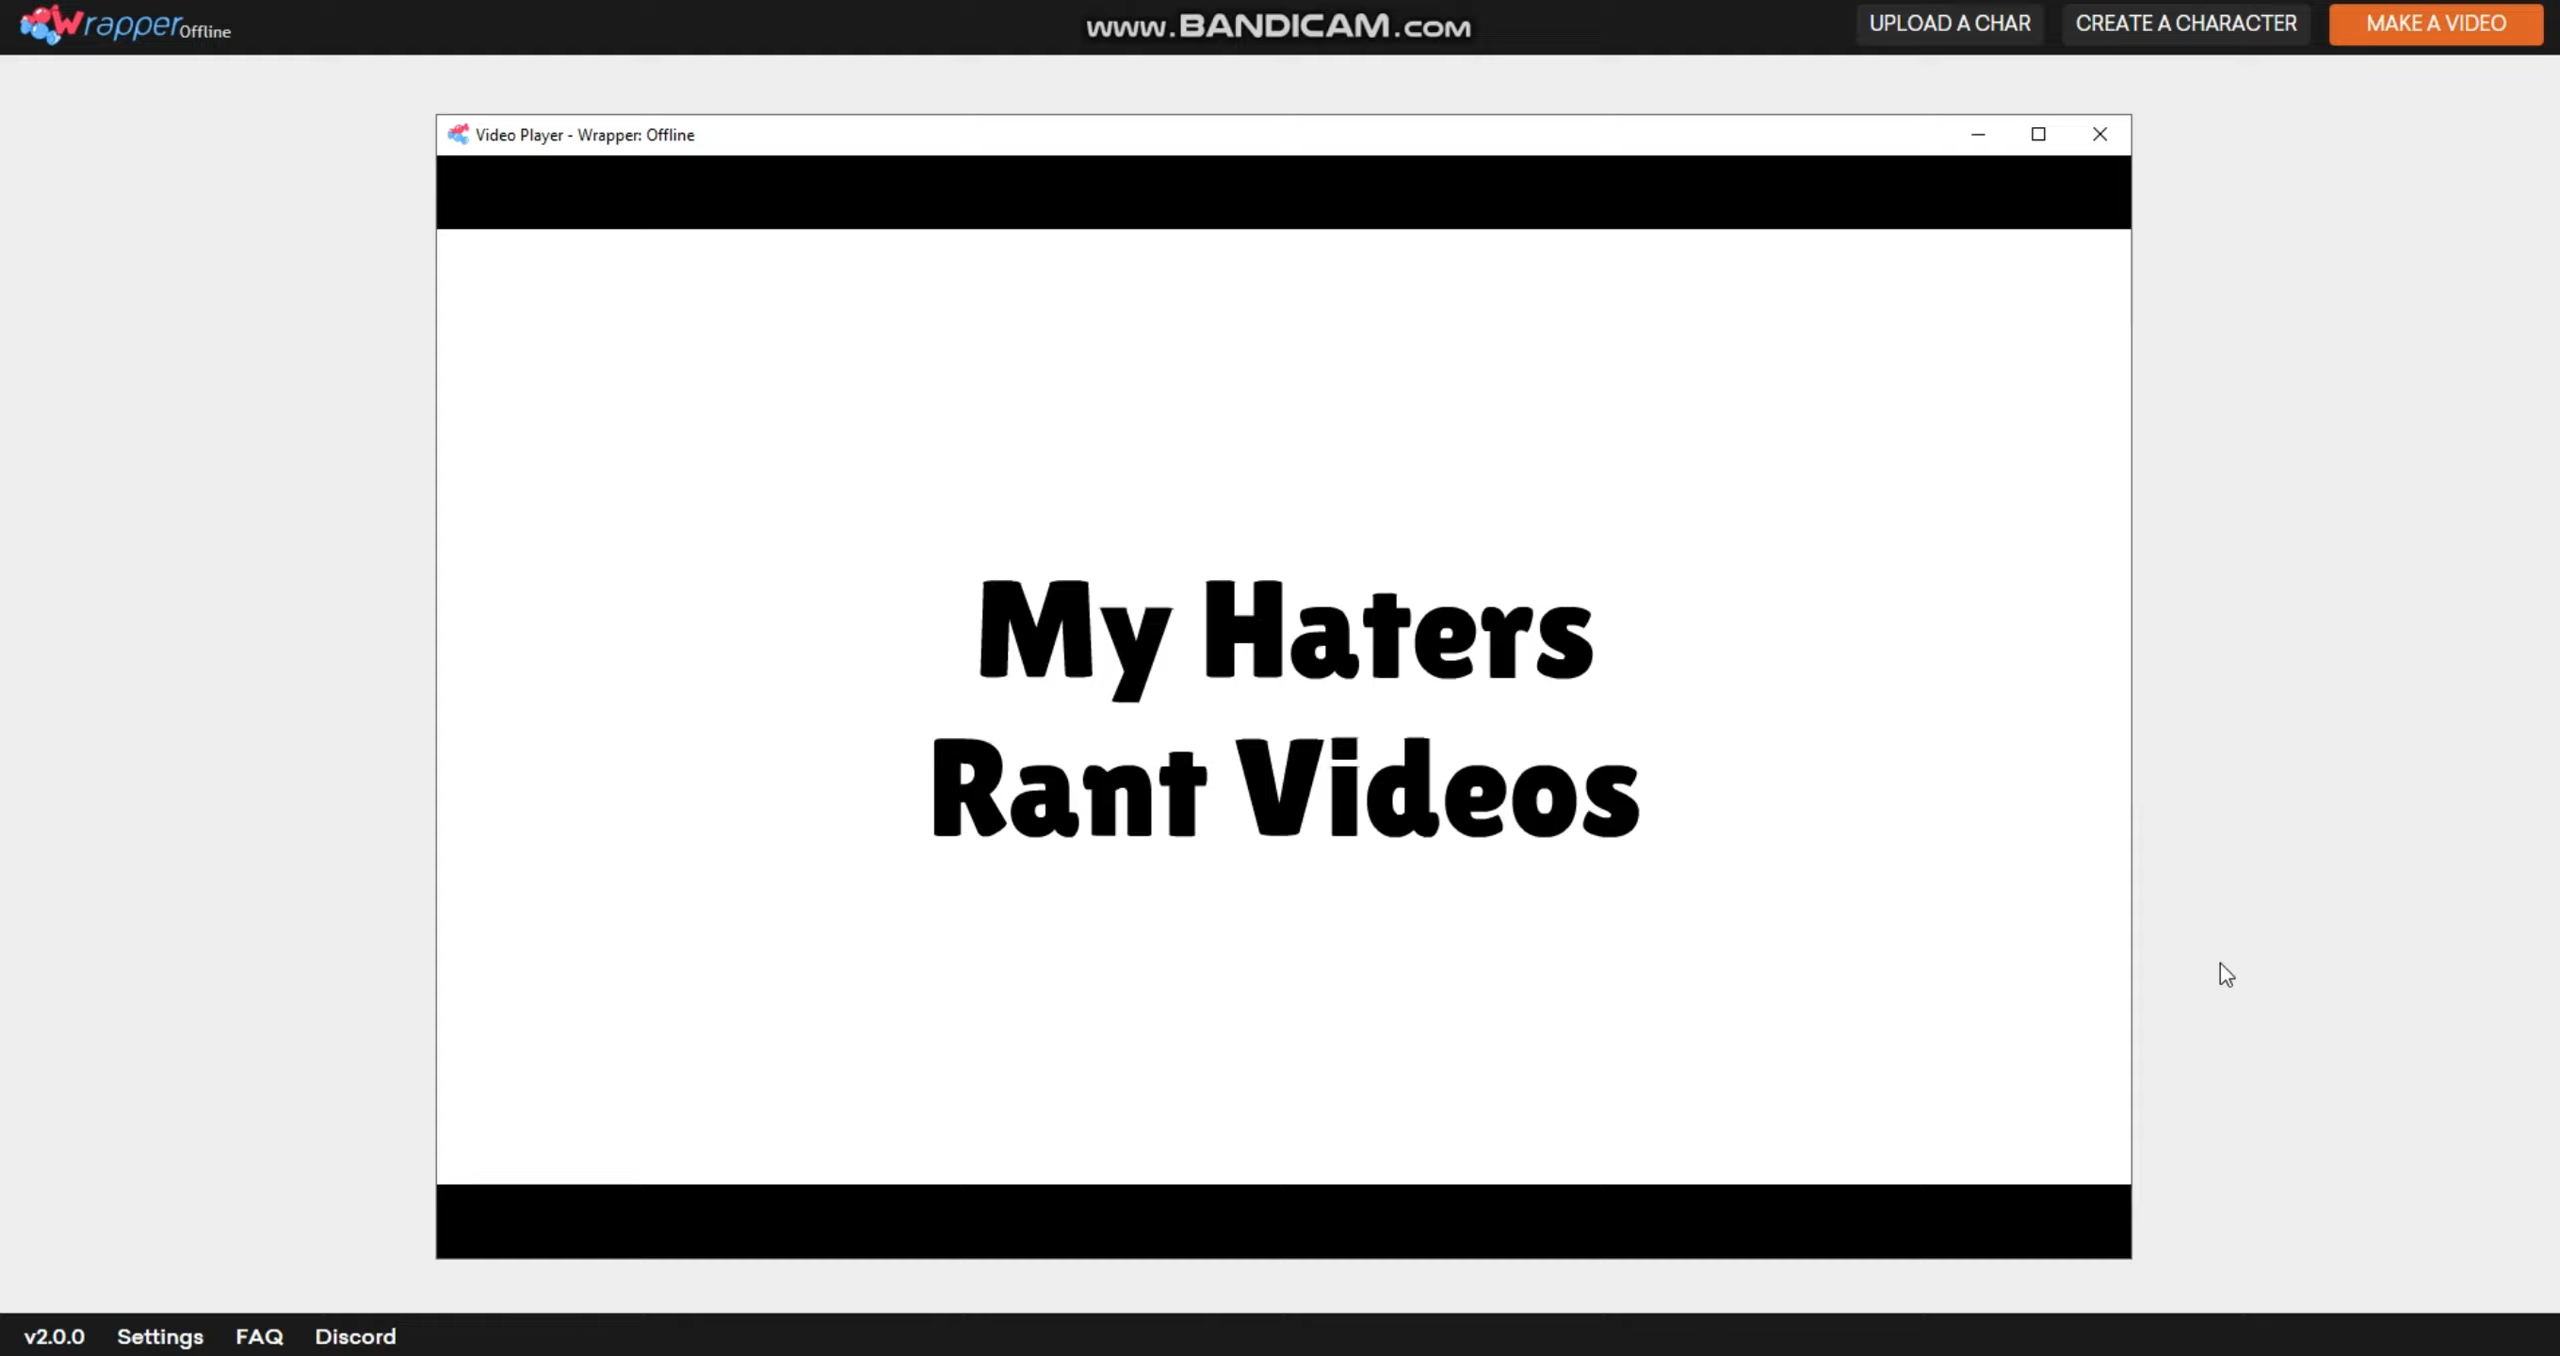 Wrapper Offline
www.BANDICAM.com
UPLOAD A CHAR
CREATE A CHARACTER
MAKE A VIDEO
Video Player - Wrapper: Offline
My Haters
Rant Videos
v2.0.0
Settings
FAQ
Discord